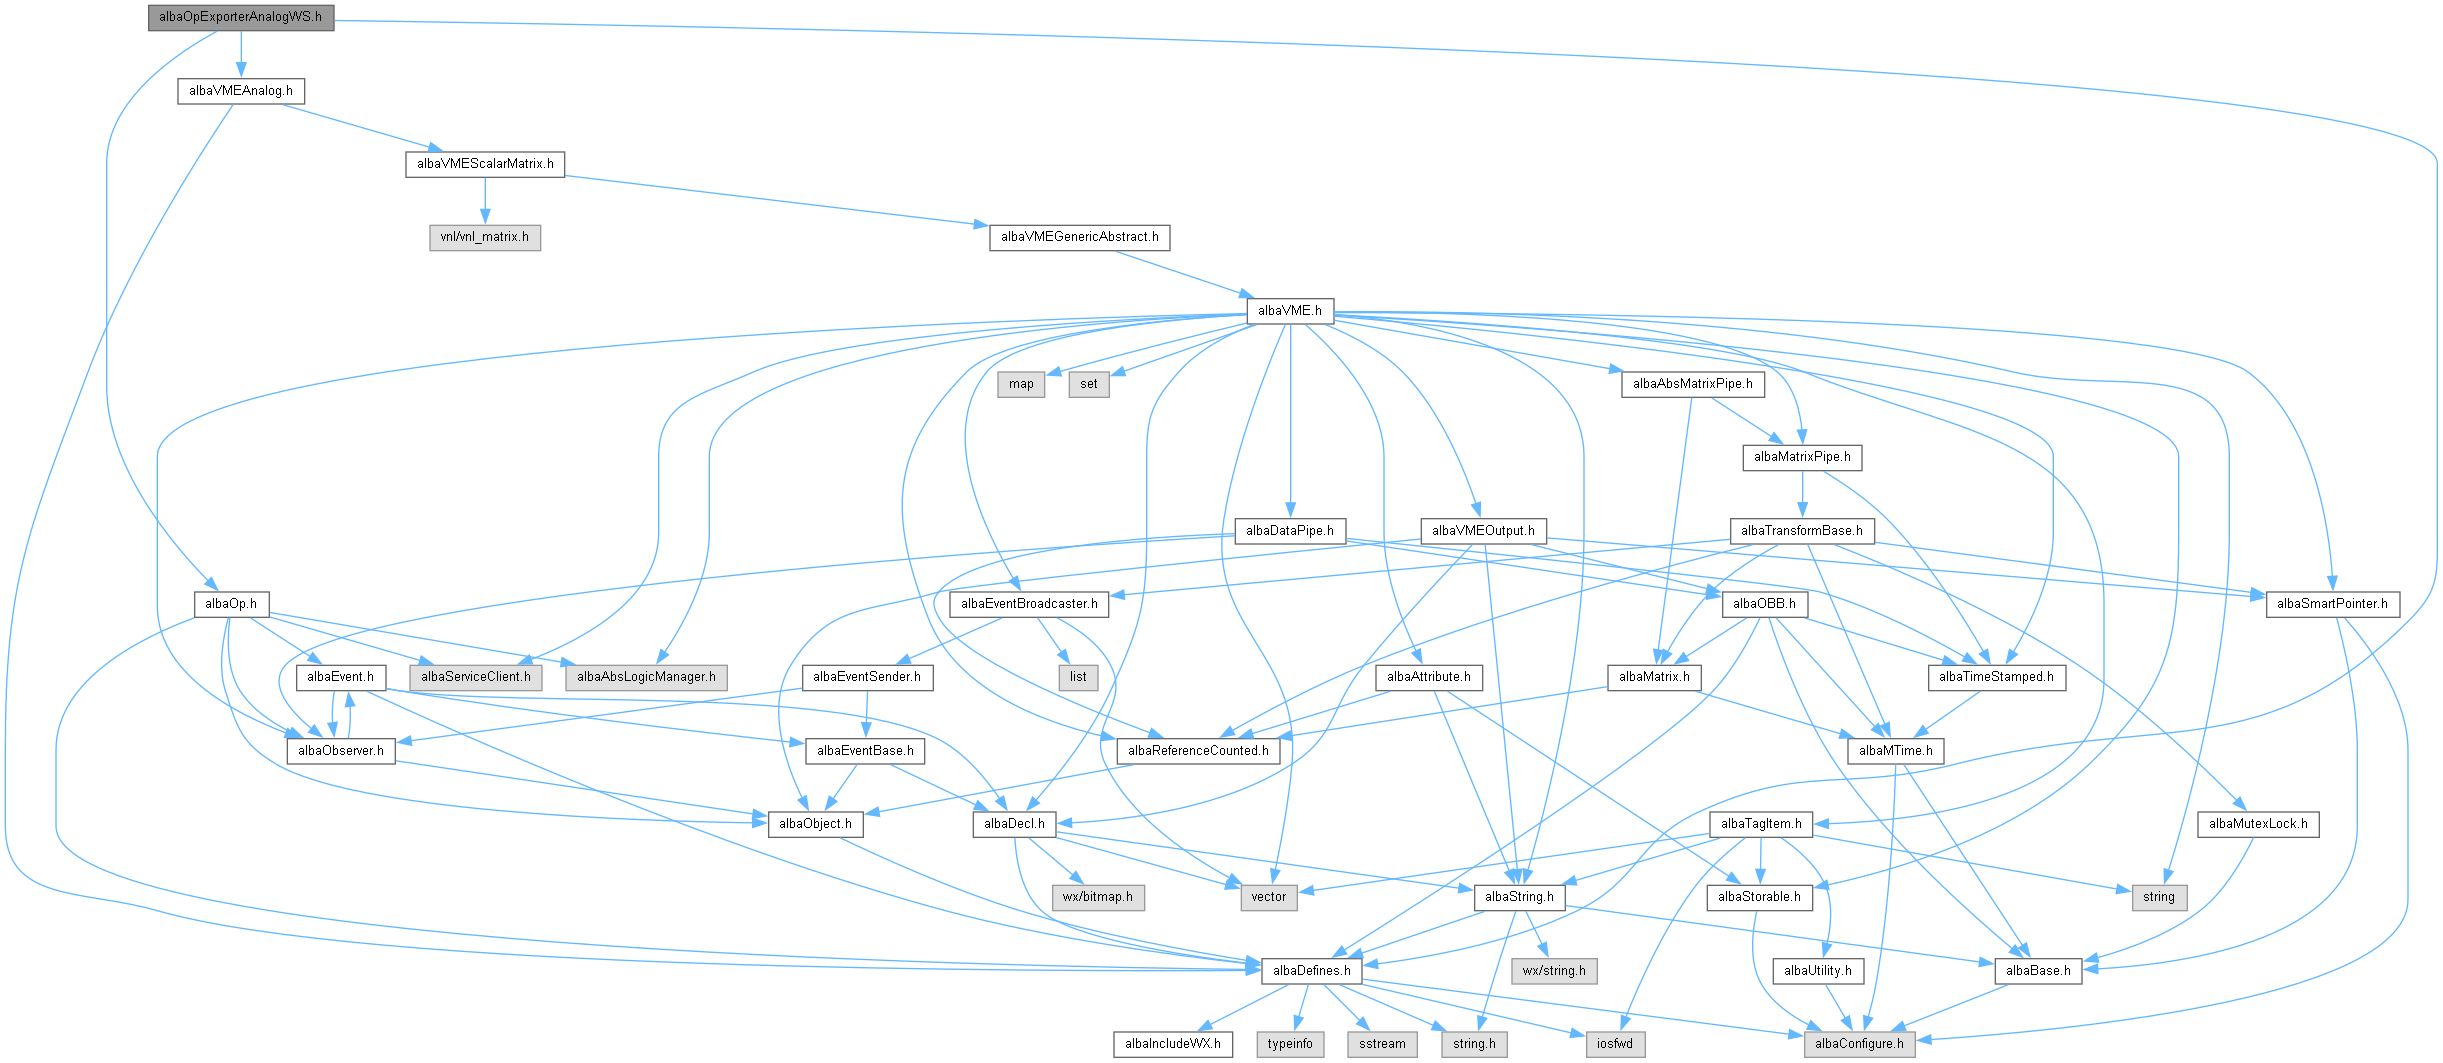 albaOpExporterAnalogWS.h
albaVMEAnalog.h
albaVMEScalarMatrix.h
vnl/vnl_matrix.h
albaVMEGenericAbstract.h
albaVME.h
map
set
albaAbsMatrixPipe.h
albaMatrixPipe.h
albaDataPipe.h
albaVMEOutput.h
albaTransformBase.h
albaOp.h
albaEventBroadcaster.h
albaOBB.h
albaSmartPointer.h
albaEvent.h
albaServiceClient.h
albaAbsLogicManager.h
albaEventSender.h
list
albaAttribute.h
albaMatrix.h
albaTimeStamped.h
albaObserver.h
albaEventBase.h
albaReferenceCounted.h
albaMTime.h
albaObject.h
albaDecl.h
albaTagItem.h
albaMutexLock.h
wx/bitmap.h
vector
albaString.h
albaStorable.h
string
albaDefines.h
wx/string.h
albaUtility.h
albaBase.h
albaIncludeWX.h
typeinfo
sstream
string.h
iosfwd
albaConfigure.h